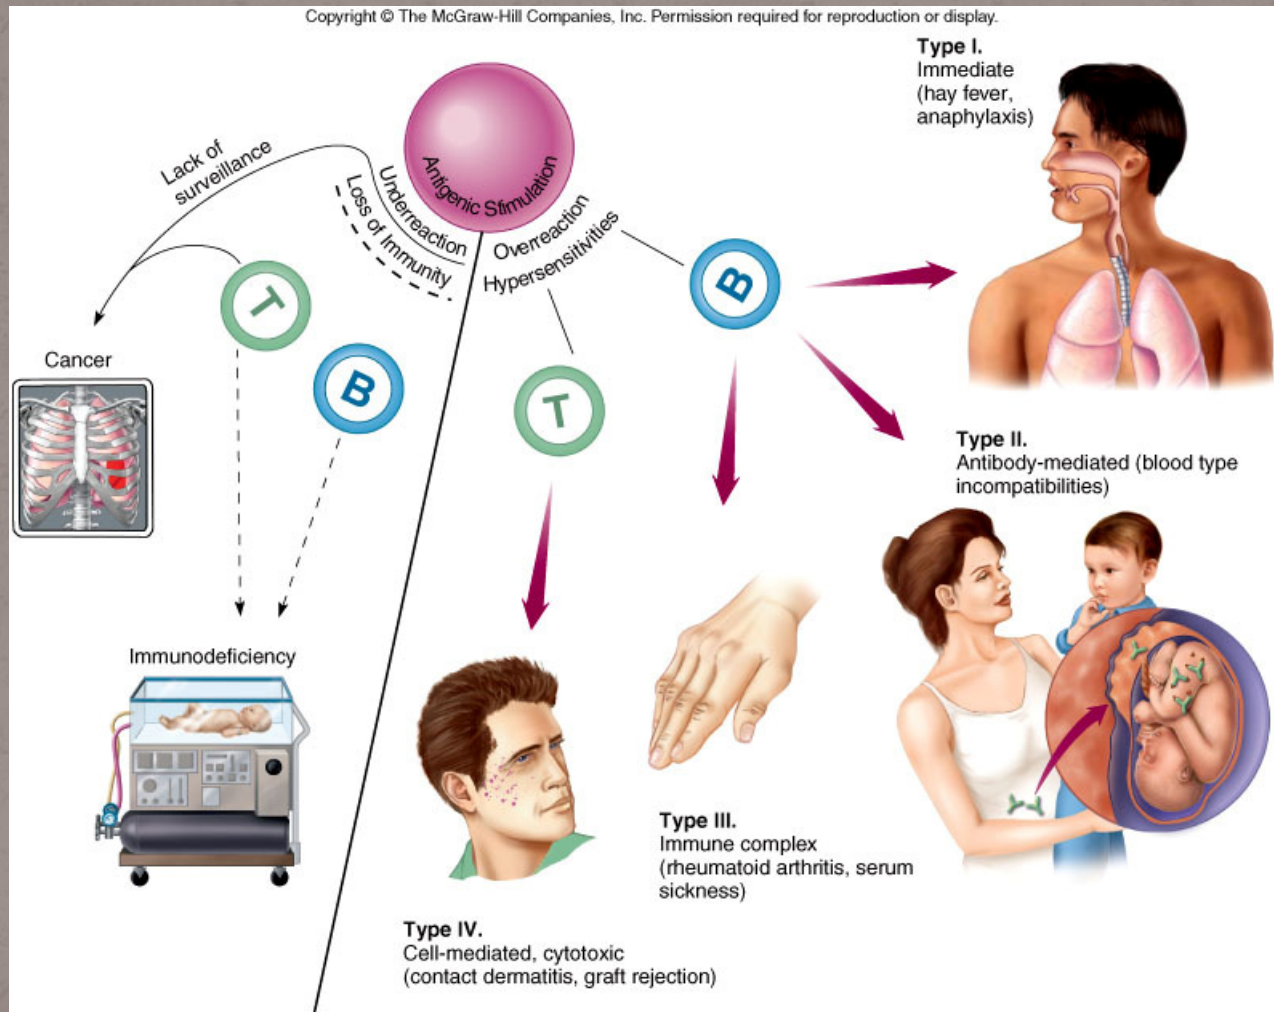 Copyright © The McGraw-Hill Companies, Inc. Permission required for reproduction or display.
Antigenic Stimulation
Lack of
surveillance
Underreaction
Loss of Immunity
Overreaction
Hypersensitivities
T
B
T
B
Cancer
Immunodeficiency
Type I.
Immediate
(hay fever,
anaphylaxis)
Type II.
Antibody-mediated (blood type
incompatibilities)
Type III.
Immune complex
(rheumatoid arthritis, serum
sickness)
Type IV.
Cell-mediated, cytotoxic
(contact dermatitis, graft rejection)